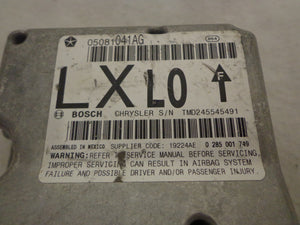 05081041AG
LXLO
F
BOSCH CHRYSLER S/N TMD245545491
ASSEMBLED IN MEXICO. SUPPLIER CODE: 19224AE 0 285 001 749
WARNING: REFER TO SERVICE MANUAL BEFORE SERVICING.
IMPROPER SERVICING CAN RESULT IN AIRBAG SYSTEM
FAILURE AND POSSIBLE DRIVER AND/OR PASSENGER INJURY.